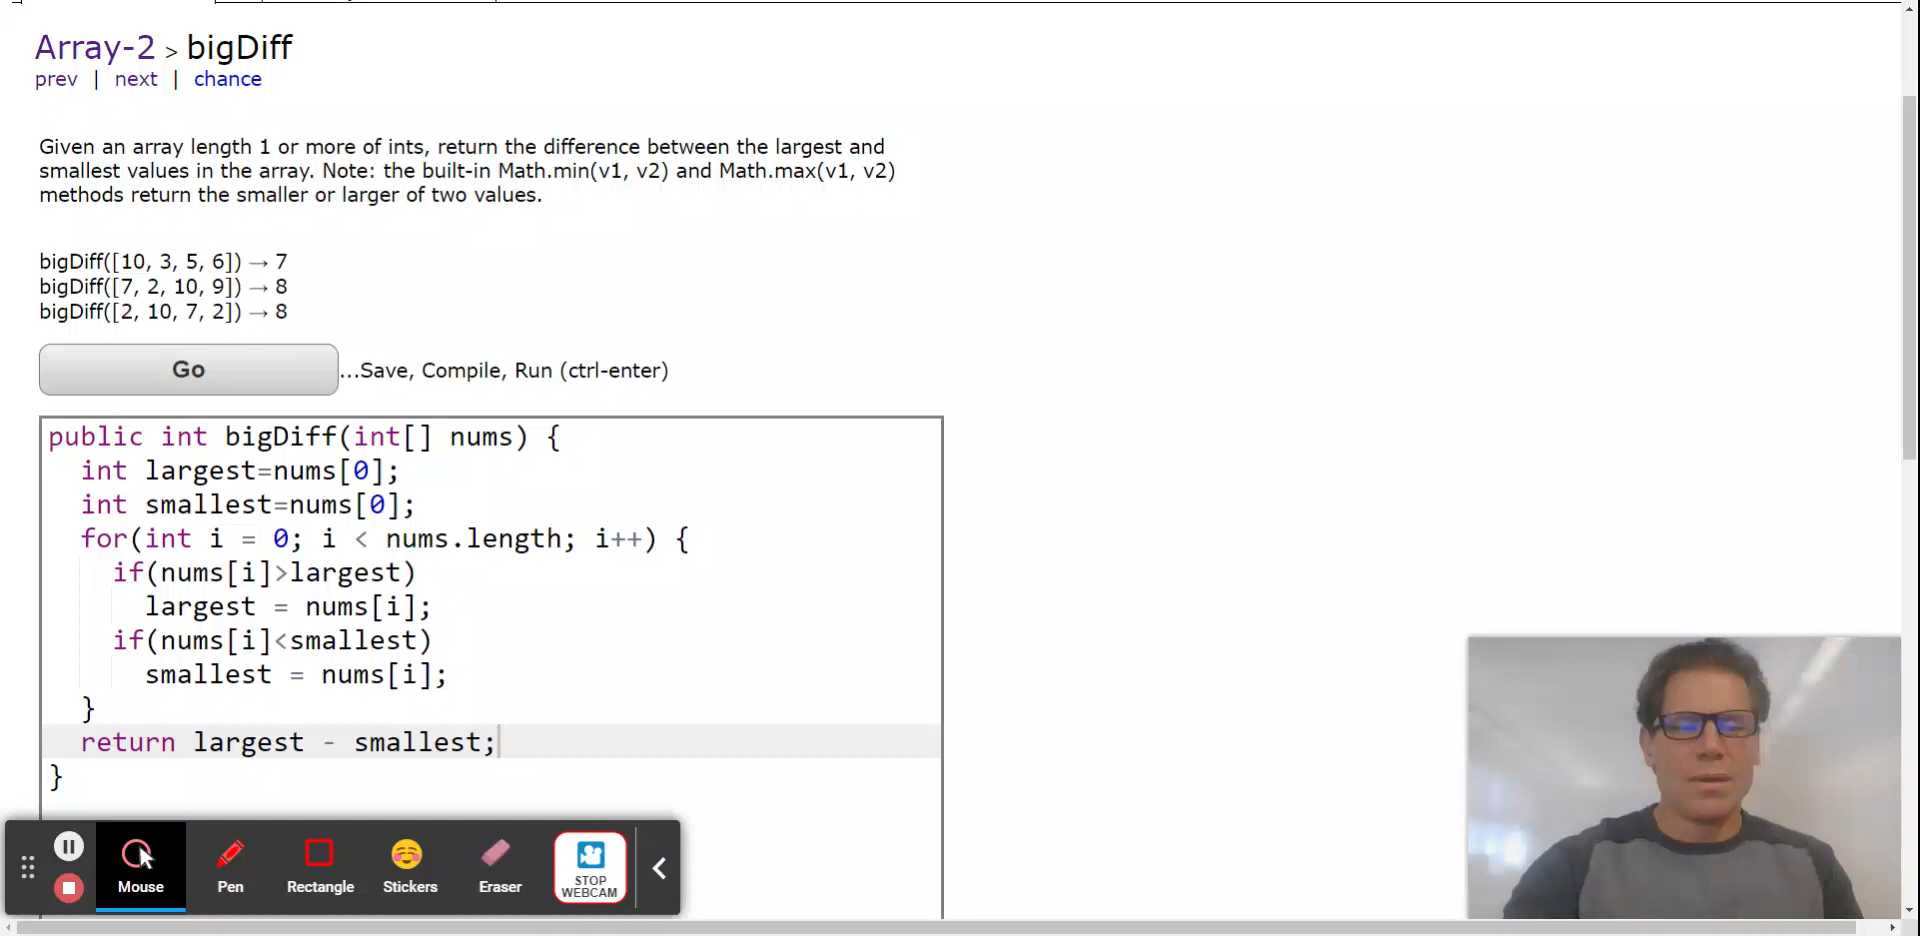 Array-2 > bigDiff
prev | next | chance
Given an array length 1 or more of ints, return the difference between the largest and
smallest values in the array. Note: the built-in Math.min(v1, v2) and Math.max(v1, v2)
methods return the smaller or larger of two values.
bigDiff([10, 3, 5, 6]) → 7
bigDiff([7, 2, 10, 9]) → 8
bigDiff([2, 10, 7, 2]) → 8
Go ...Save, Compile, Run (ctrl-enter)
public int bigDiff(int[] nums) {
  int largest=nums[0];
  int smallest=nums[0];
  for(int i = 0; i < nums.length; i++) {
    if(nums[i]>largest)
      largest = nums[i];
    if(nums[i]<smallest)
      smallest = nums[i];
  }
  return largest - smallest;
}
Mouse Pen Rectangle Stickers Eraser STOP
WEBCAM